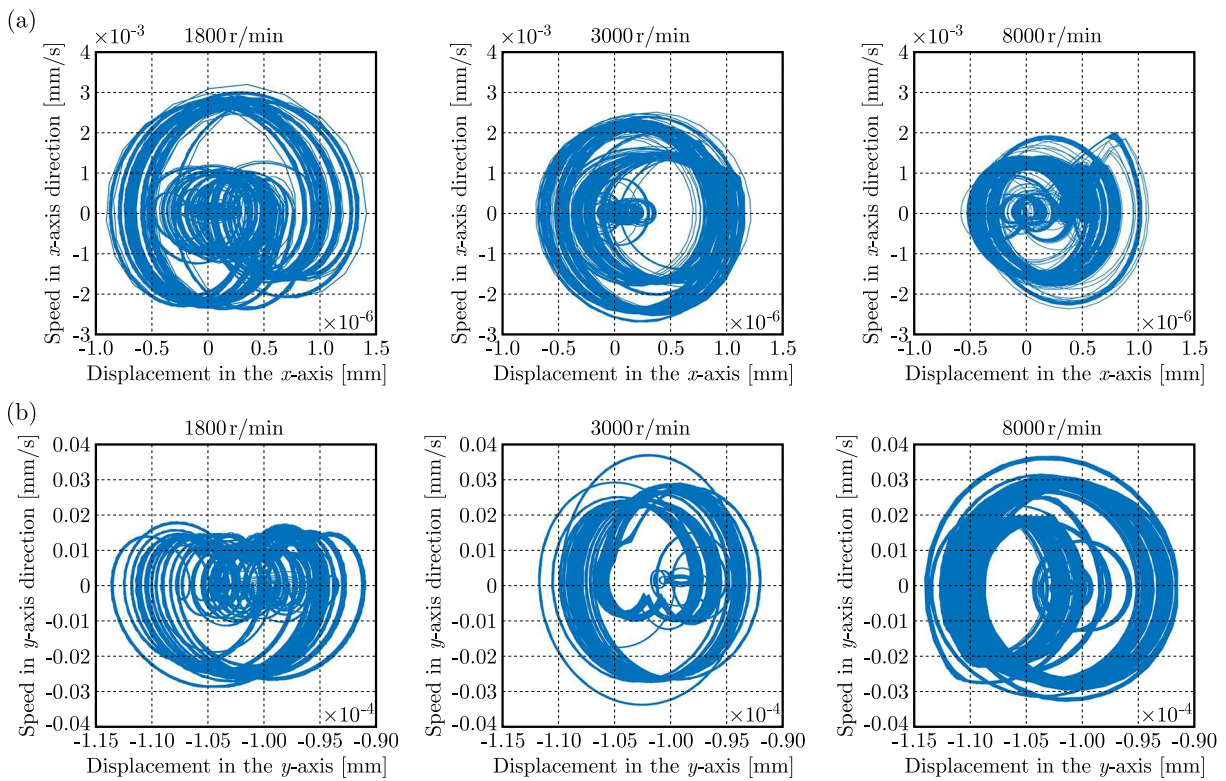 (a)
×10⁻³ 1800 r/min
Speed in x-axis direction [mm/s]
4
3
2
1
0
-1
-2
-3
×10⁻⁶
-1.0 -0.5 0 0.5 1.0 1.5
Displacement in the x-axis [mm]
×10⁻³ 3000 r/min
Speed in x-axis direction [mm/s]
4
3
2
1
0
-1
-2
-3
×10⁻⁶
-1.0 -0.5 0 0.5 1.0 1.5
Displacement in the x-axis [mm]
×10⁻³ 8000 r/min
Speed in x-axis direction [mm/s]
4
3
2
1
0
-1
-2
-3
×10⁻⁶
-1.0 -0.5 0 0.5 1.0 1.5
Displacement in the x-axis [mm]
(b)
1800 r/min
Speed in y-axis direction [mm/s]
0.04
0.03
0.02
0.01
0
-0.01
-0.02
-0.03
-0.04
×10⁻⁴
-1.15 -1.10 -1.05 -1.00 -0.95 -0.90
Displacement in the y-axis [mm]
3000 r/min
Speed in y-axis direction [mm/s]
0.04
0.03
0.02
0.01
0
-0.01
-0.02
-0.03
-0.04
×10⁻⁴
-1.15 -1.10 -1.05 -1.00 -0.95 -0.90
Displacement in the y-axis [mm]
8000 r/min
Speed in y-axis direction [mm/s]
0.04
0.03
0.02
0.01
0
-0.01
-0.02
-0.03
-0.04
×10⁻⁴
-1.15 -1.10 -1.05 -1.00 -0.95 -0.90
Displacement in the y-axis [mm]